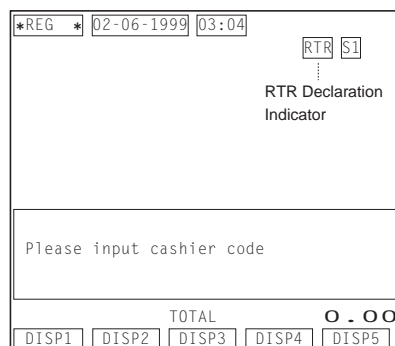 *REG * 02-06-1999 03:04
RTR S1
RTR Declaration
Indicator
Please input cashier code
TOTAL 0.00
DISP1 DISP2 DISP3 DISP4 DISP5